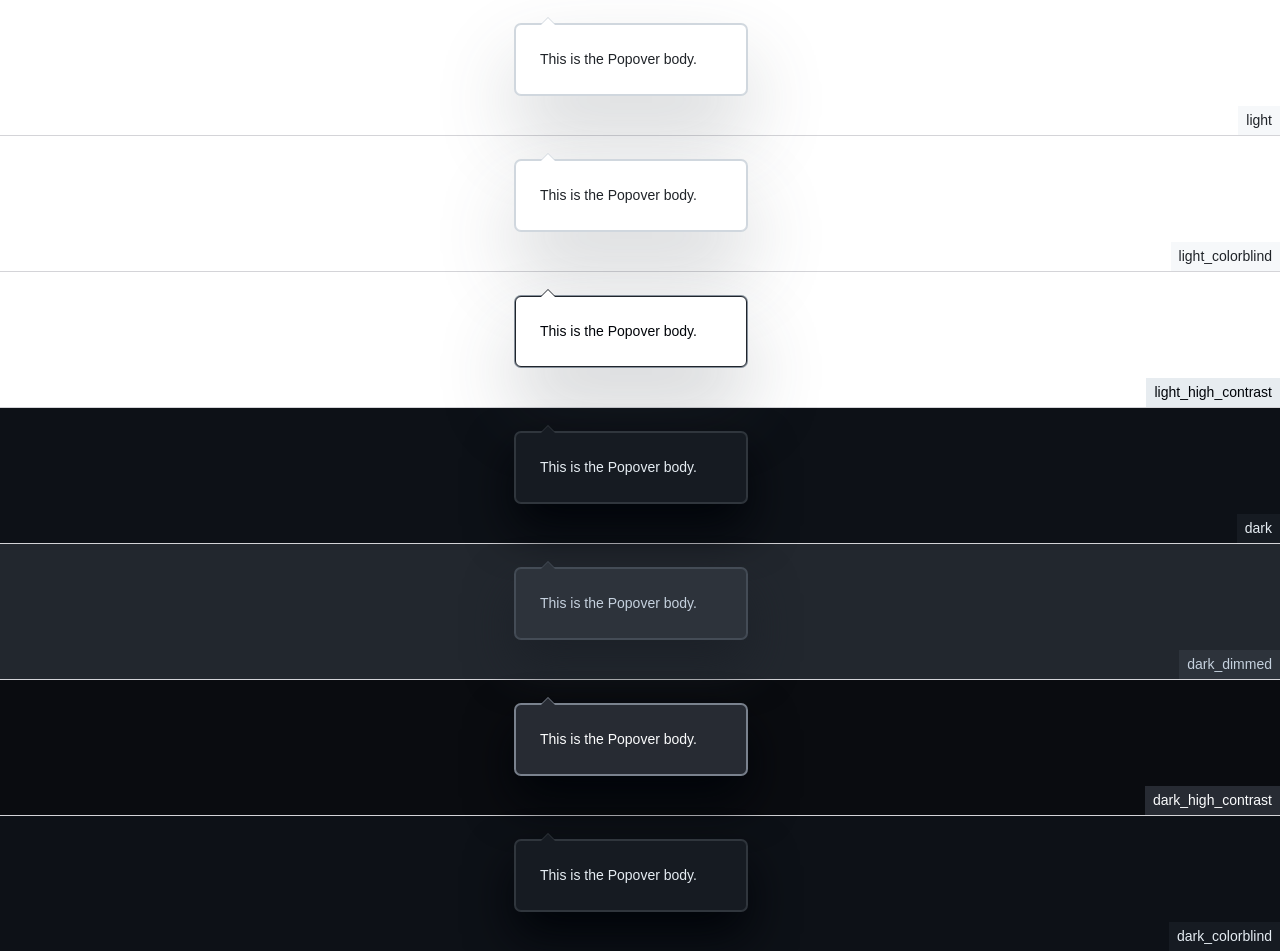 This is the Popover body.
light
This is the Popover body.
light_colorblind
This is the Popover body.
light_high_contrast
This is the Popover body.
dark
This is the Popover body.
dark_dimmed
This is the Popover body.
dark_high_contrast
This is the Popover body.
dark_colorblind